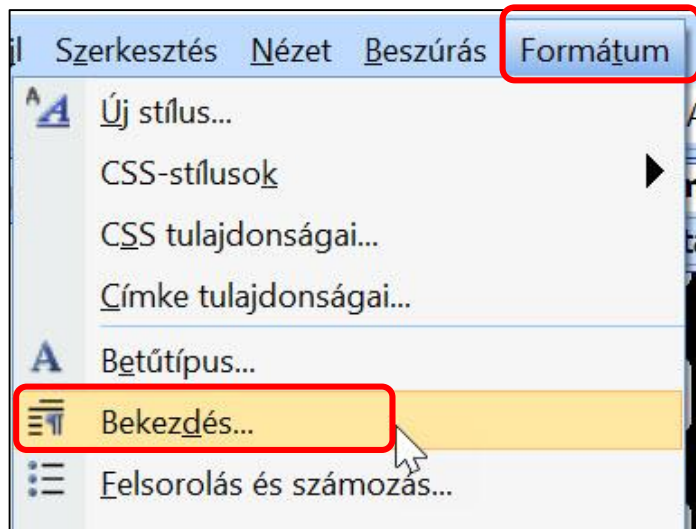 Szerkesztés Nézet Beszúrás Formátum
Új stílus...
CSS-stílusok
CSS tulajdonságai...
Címke tulajdonságai...
Betűtípus...
Bekezdés...
Felsorolás és számozás...